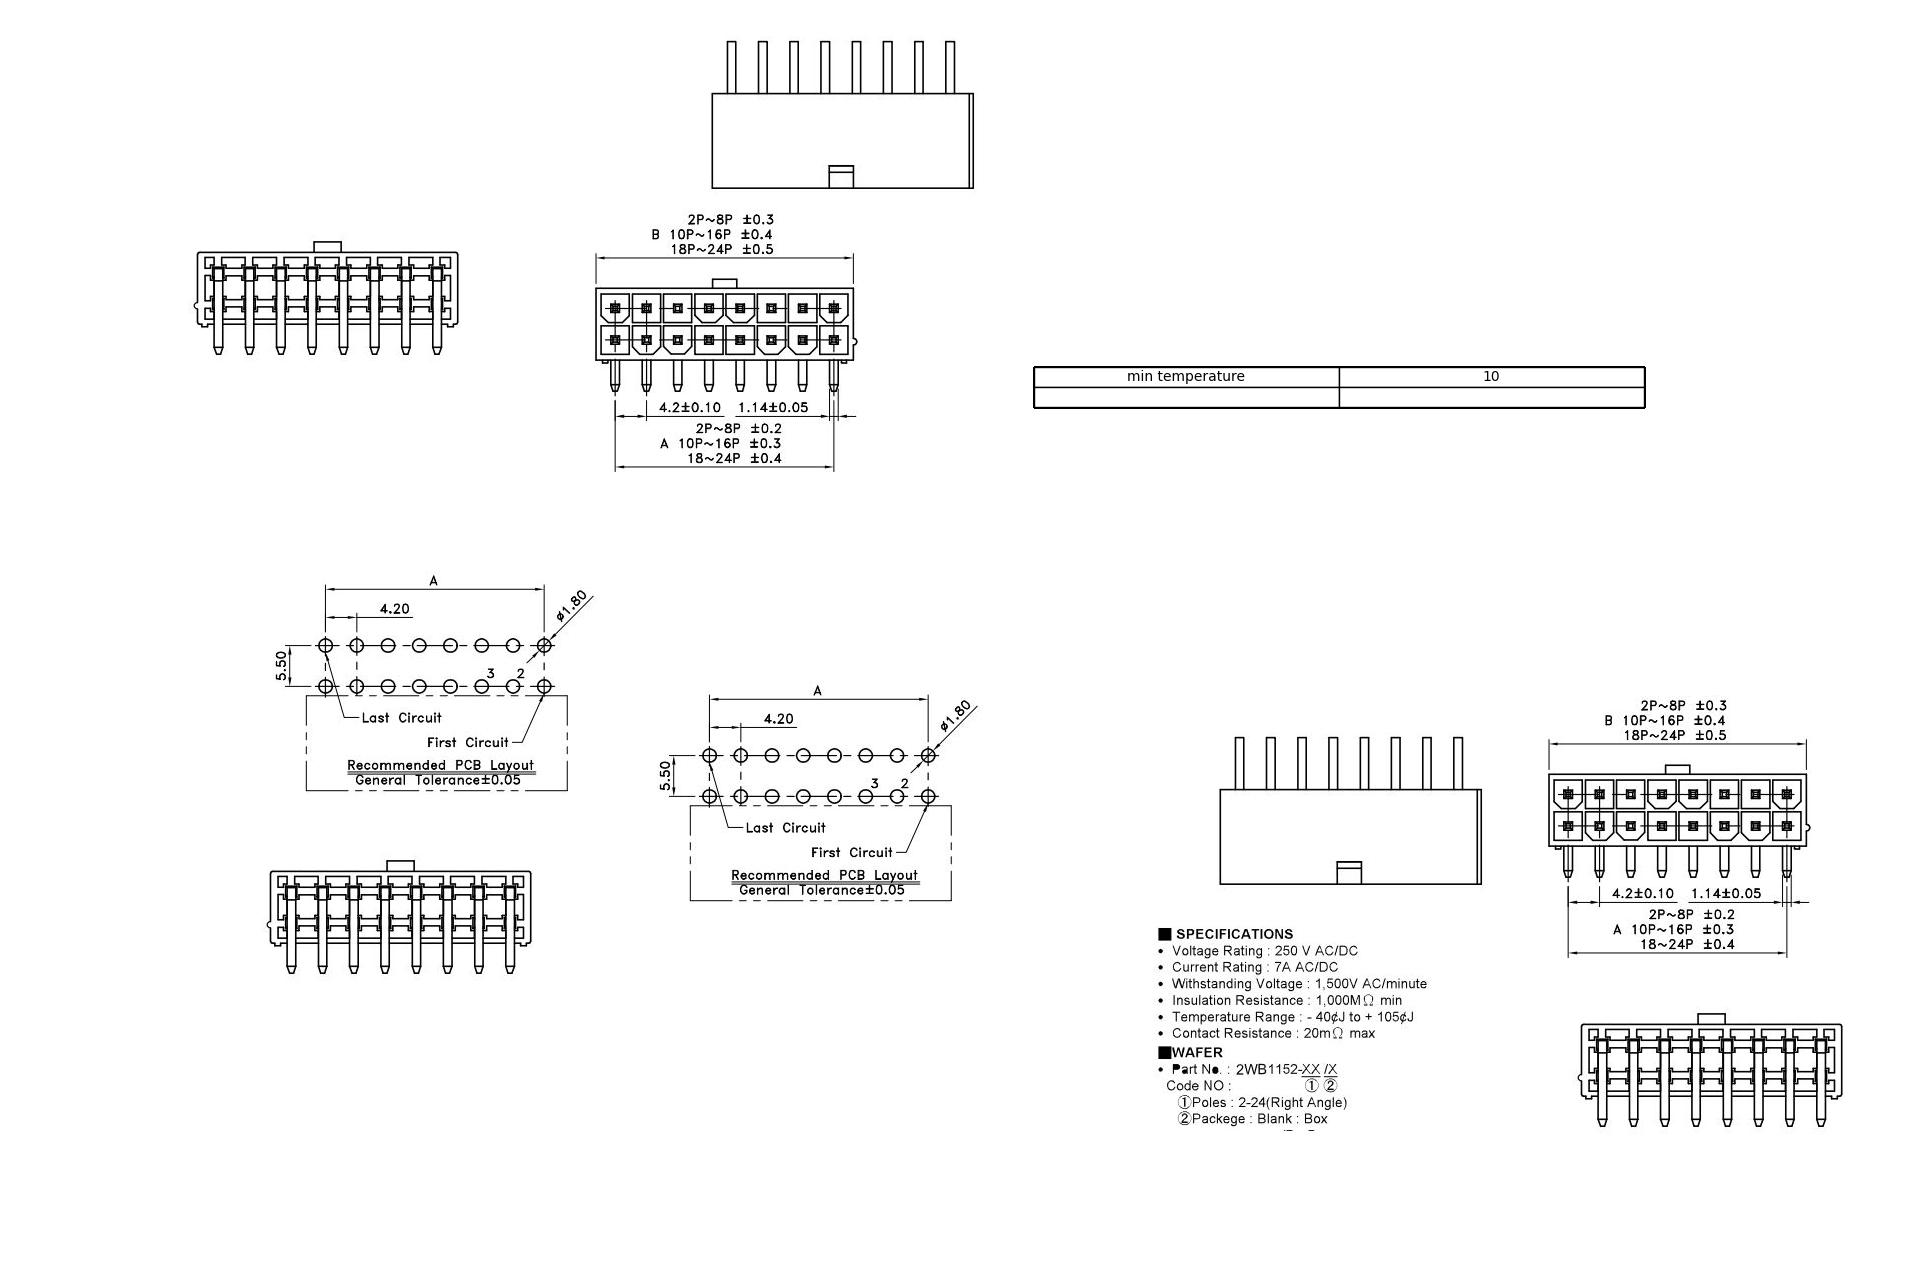 2P~8P ±0.3
B 10P~16P ±0.4
18P~24P ±0.5
4.2±0.10 1.14±0.05
2P~8P ±0.2
A 10P~16P ±0.3
18~24P ±0.4
min temperature 10
A
4.20
ø1.80
5.50
3 2
Last Circuit
First Circuit
Recommended PCB Layout
General Tolerance±0.05
A
4.20
ø1.80
5.50
3 2
Last Circuit
First Circuit
Recommended PCB Layout
General Tolerance±0.05
2P~8P ±0.3
B 10P~16P ±0.4
18P~24P ±0.5
4.2±0.10 1.14±0.05
2P~8P ±0.2
A 10P~16P ±0.3
18~24P ±0.4
■ SPECIFICATIONS
• Voltage Rating : 250 V AC/DC
• Current Rating : 7A AC/DC
• Withstanding Voltage : 1,500V AC/minute
• Insulation Resistance : 1,000MΩ min
• Temperature Range : - 40¢J to + 105¢J
• Contact Resistance : 20mΩ max
■WAFER
• Part No. : 2WB1152-XX /X
Code NO : ① ②
①Poles : 2-24(Right Angle)
②Packege : Blank : Box